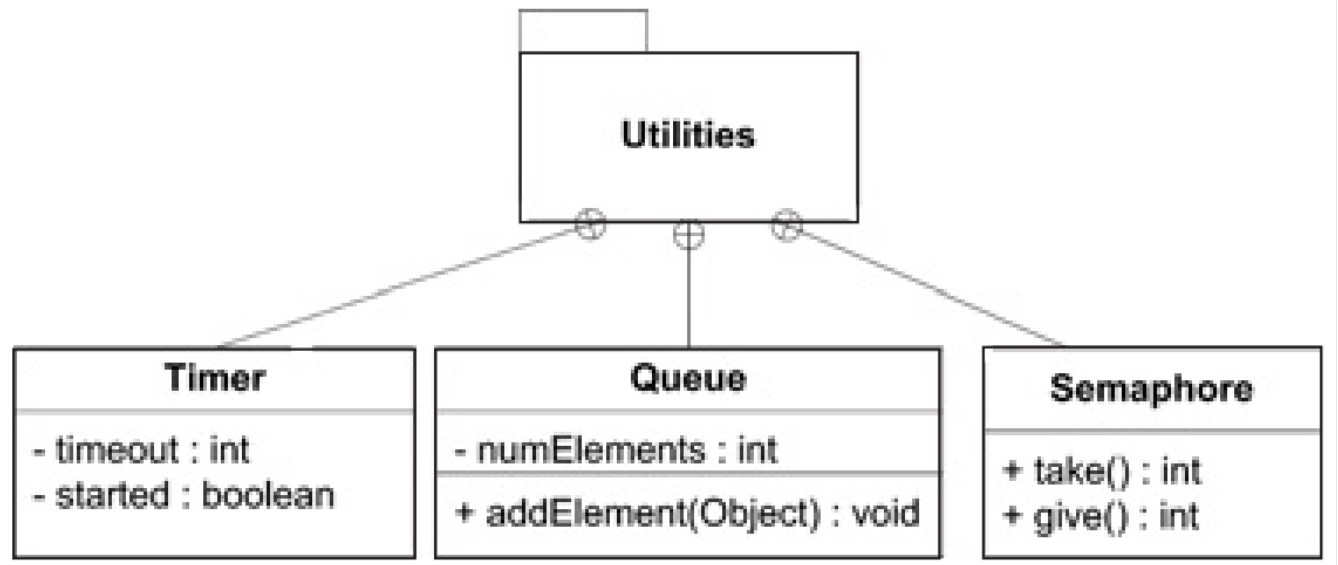 Utilities
Timer
- timeout : int
- started : boolean
Queue
- numElements : int
+ addElement(Object) : void
Semaphore
+ take() : int
+ give() : int